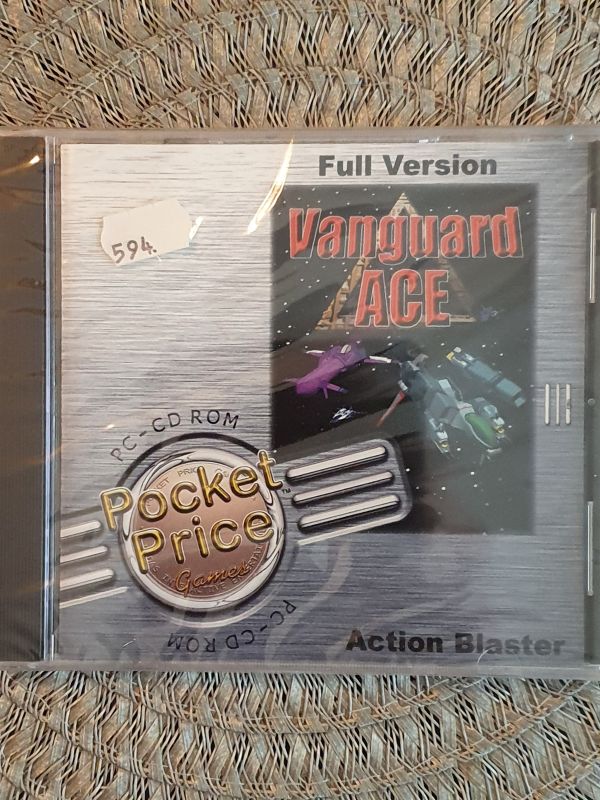 Full Version
594.
Vanguard
ACE
PC-CD ROM
Pocket
Price
Games
PC-CD ROM
Action Blaster